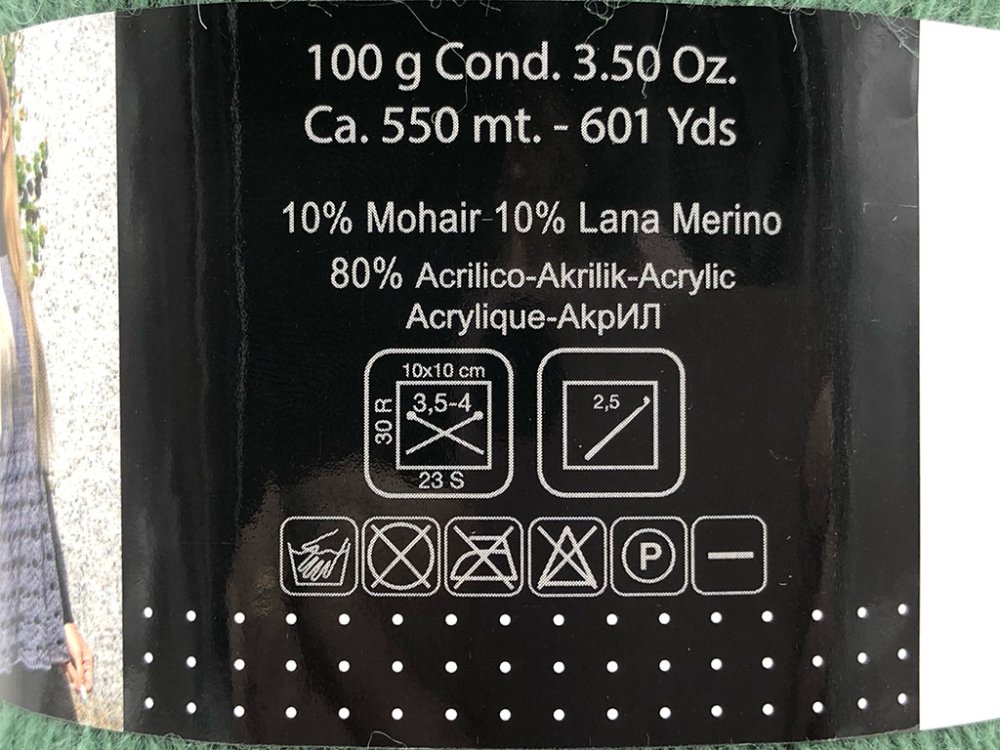 100 g Cond. 3.50 Oz.
Ca. 550 mt. - 601 Yds
10% Mohair 10% Lana Merino
80% Acrilico-Akrilik-Acrylic
Acrylique-AkpИЛ
10x10 cm
30 R
3,5-4
23 S
2,5
P